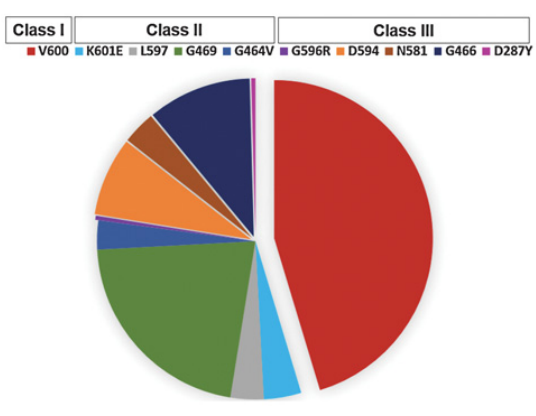 Class I Class II Class III
V600 K601E L597 G469 G464V G596R D594 N581 G466 D287Y